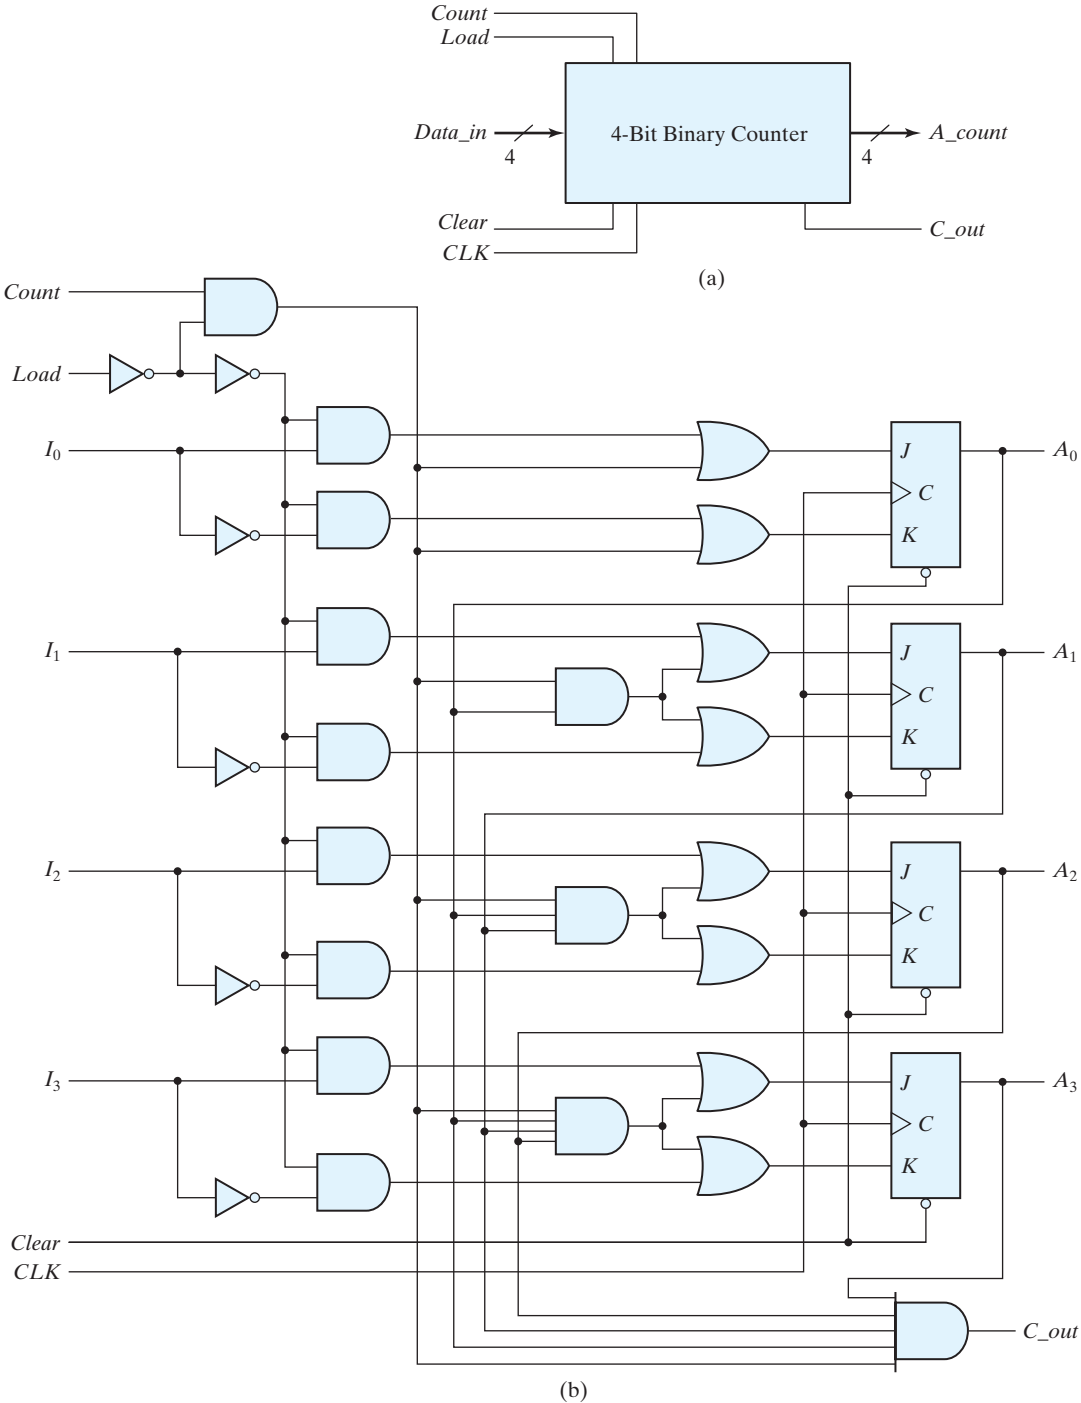 Count
Load
Data_in
4
4-Bit Binary Counter
4
A_count
Clear
CLK
C_out
(a)
Count
Load
I0
J
C
K
A0
I1
J
C
K
A1
I2
J
C
K
A2
I3
J
C
K
A3
Clear
CLK
C_out
(b)